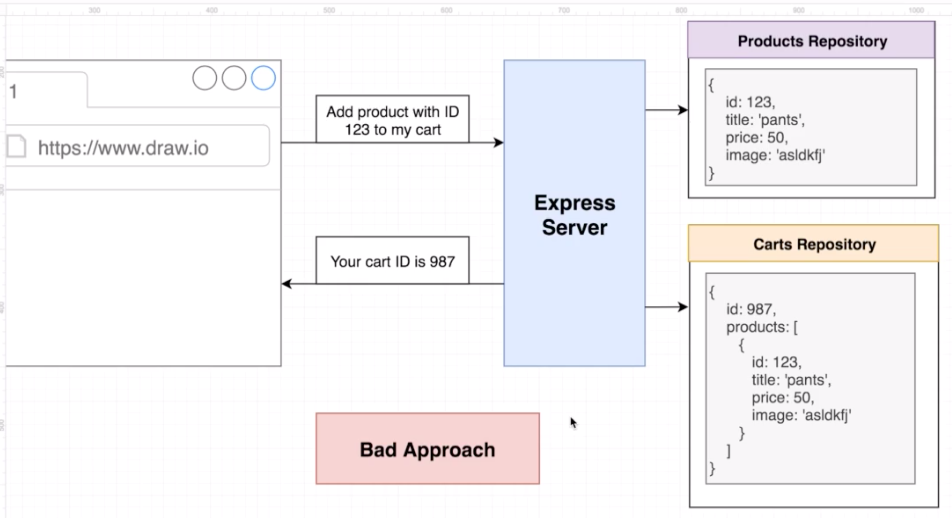 300 400 500 600 700 800 900 1000
1
https://www.draw.io
Add product with ID
123 to my cart
Your cart ID is 987
Express
Server
Bad Approach
Products Repository
{
id: 123,
title: 'pants',
price: 50,
image: 'asldkfj'
}
Carts Repository
{
id: 987,
products: [
{
id: 123,
title: 'pants',
price: 50,
image: 'asldkfj'
}
]
}